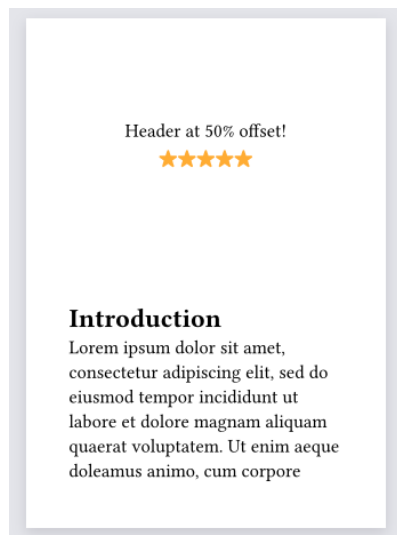 Header at 50% offset!
⭐⭐⭐⭐⭐
Introduction
Lorem ipsum dolor sit amet,
consectetur adipiscing elit, sed do
eiusmod tempor incididunt ut
labore et dolore magnam aliquam
quaerat voluptatem. Ut enim aeque
doleamus animo, cum corpore